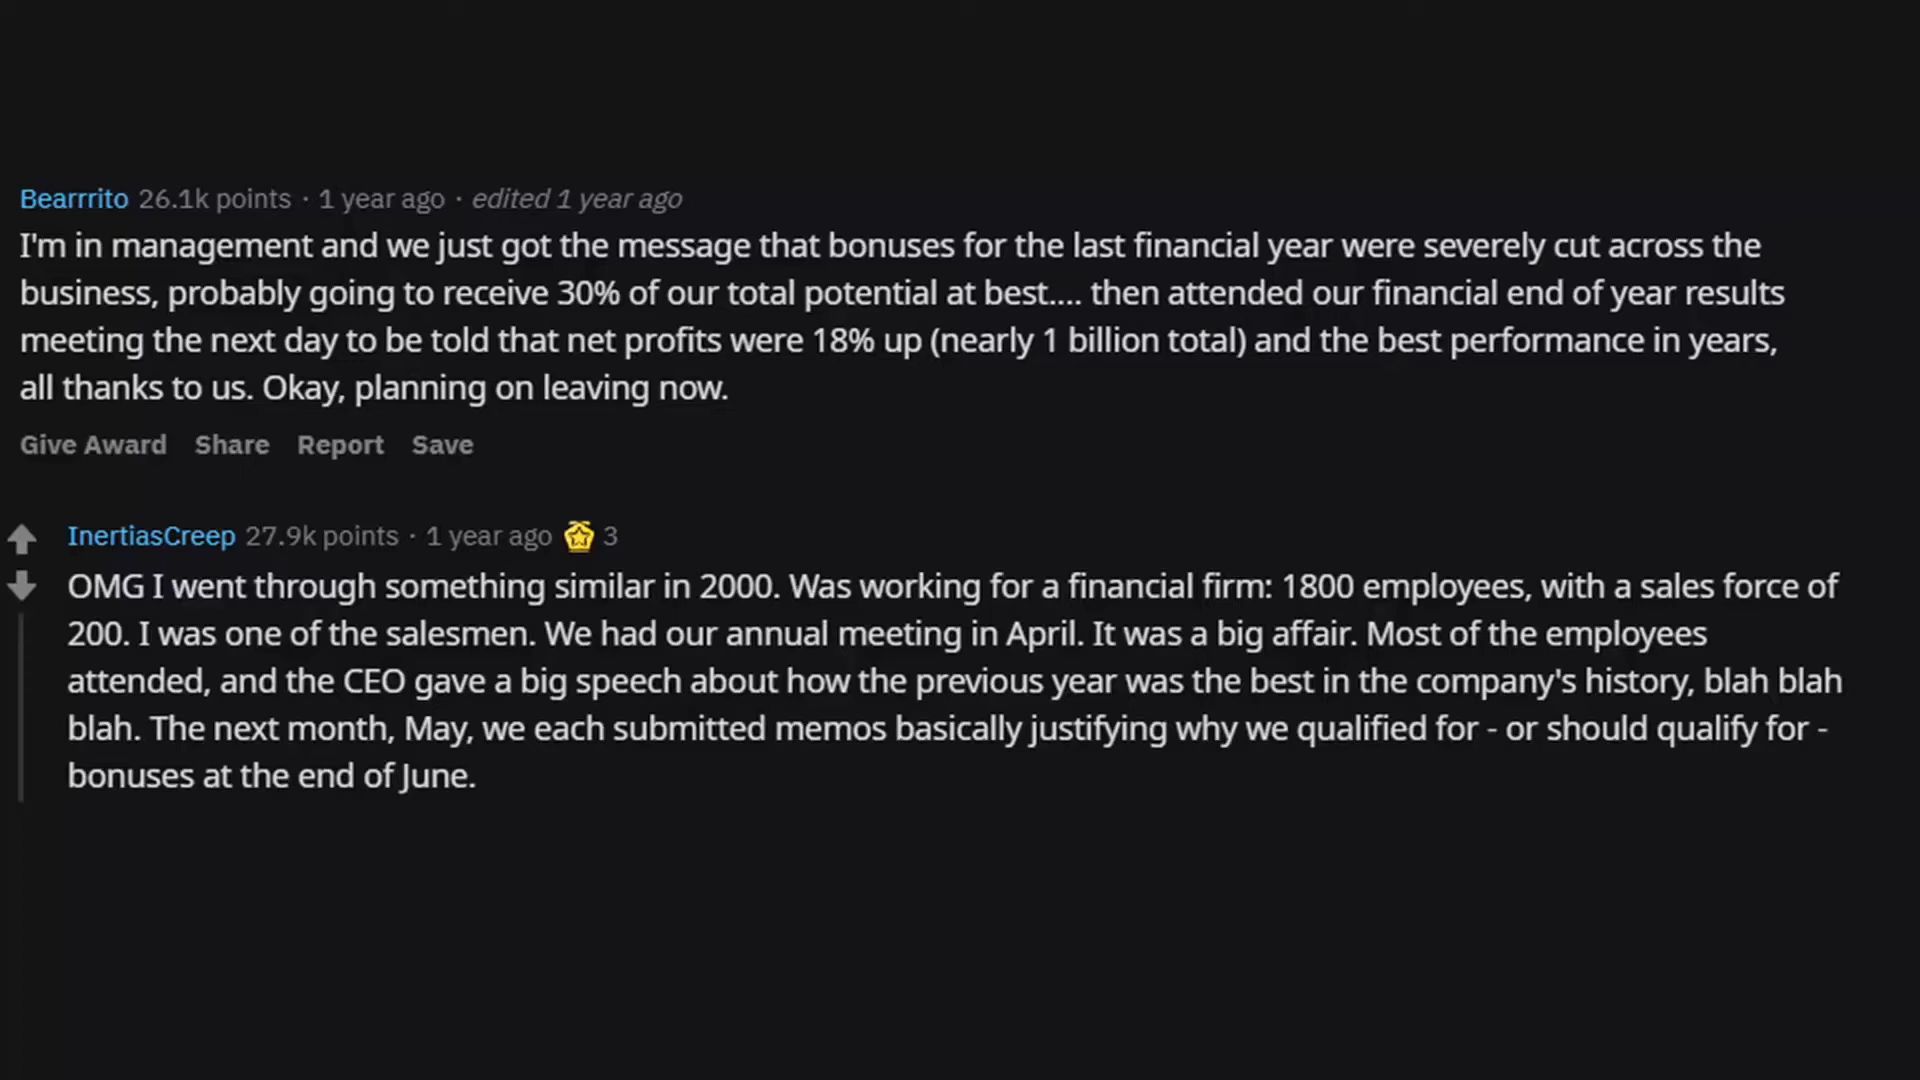 Bearrrito 26.1k points · 1 year ago · edited 1 year ago
I'm in management and we just got the message that bonuses for the last financial year were severely cut across the
business, probably going to receive 30% of our total potential at best.... then attended our financial end of year results
meeting the next day to be told that net profits were 18% up (nearly 1 billion total) and the best performance in years,
all thanks to us. Okay, planning on leaving now.
Give Award Share Report Save
InertiasCreep 27.9k points · 1 year ago 3
OMG I went through something similar in 2000. Was working for a financial firm: 1800 employees, with a sales force of
200. I was one of the salesmen. We had our annual meeting in April. It was a big affair. Most of the employees
attended, and the CEO gave a big speech about how the previous year was the best in the company's history, blah blah
blah. The next month, May, we each submitted memos basically justifying why we qualified for - or should qualify for -
bonuses at the end of June.